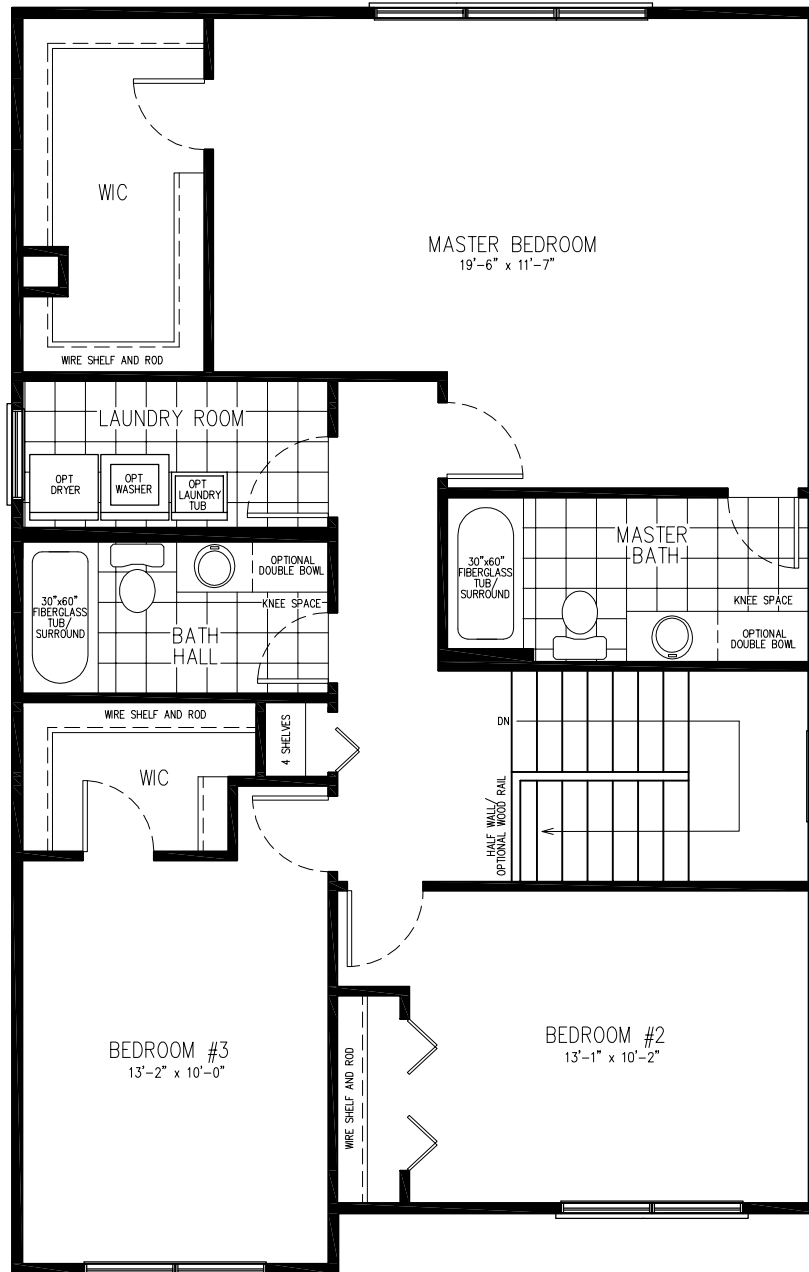 WIC
MASTER BEDROOM
19'-6" x 11'-7"
WIRE SHELF AND ROD
LAUNDRY ROOM
OPT
DRYER
OPT
WASHER
OPT
LAUNDRY
TUB
MASTER
BATH
30"x60"
FIBERGLASS
TUB/
SURROUND
KNEE SPACE
OPTIONAL
DOUBLE BOWL
30"x60"
FIBERGLASS
TUB/
SURROUND
OPTIONAL
DOUBLE BOWL
KNEE SPACE
BATH
HALL
WIRE SHELF AND ROD
4 SHELVES
WIC
DN
HALF WALL/
OPTIONAL WOOD RAIL
BEDROOM #3
13'-2" x 10'-0"
WIRE SHELF AND ROD
BEDROOM #2
13'-1" x 10'-2"